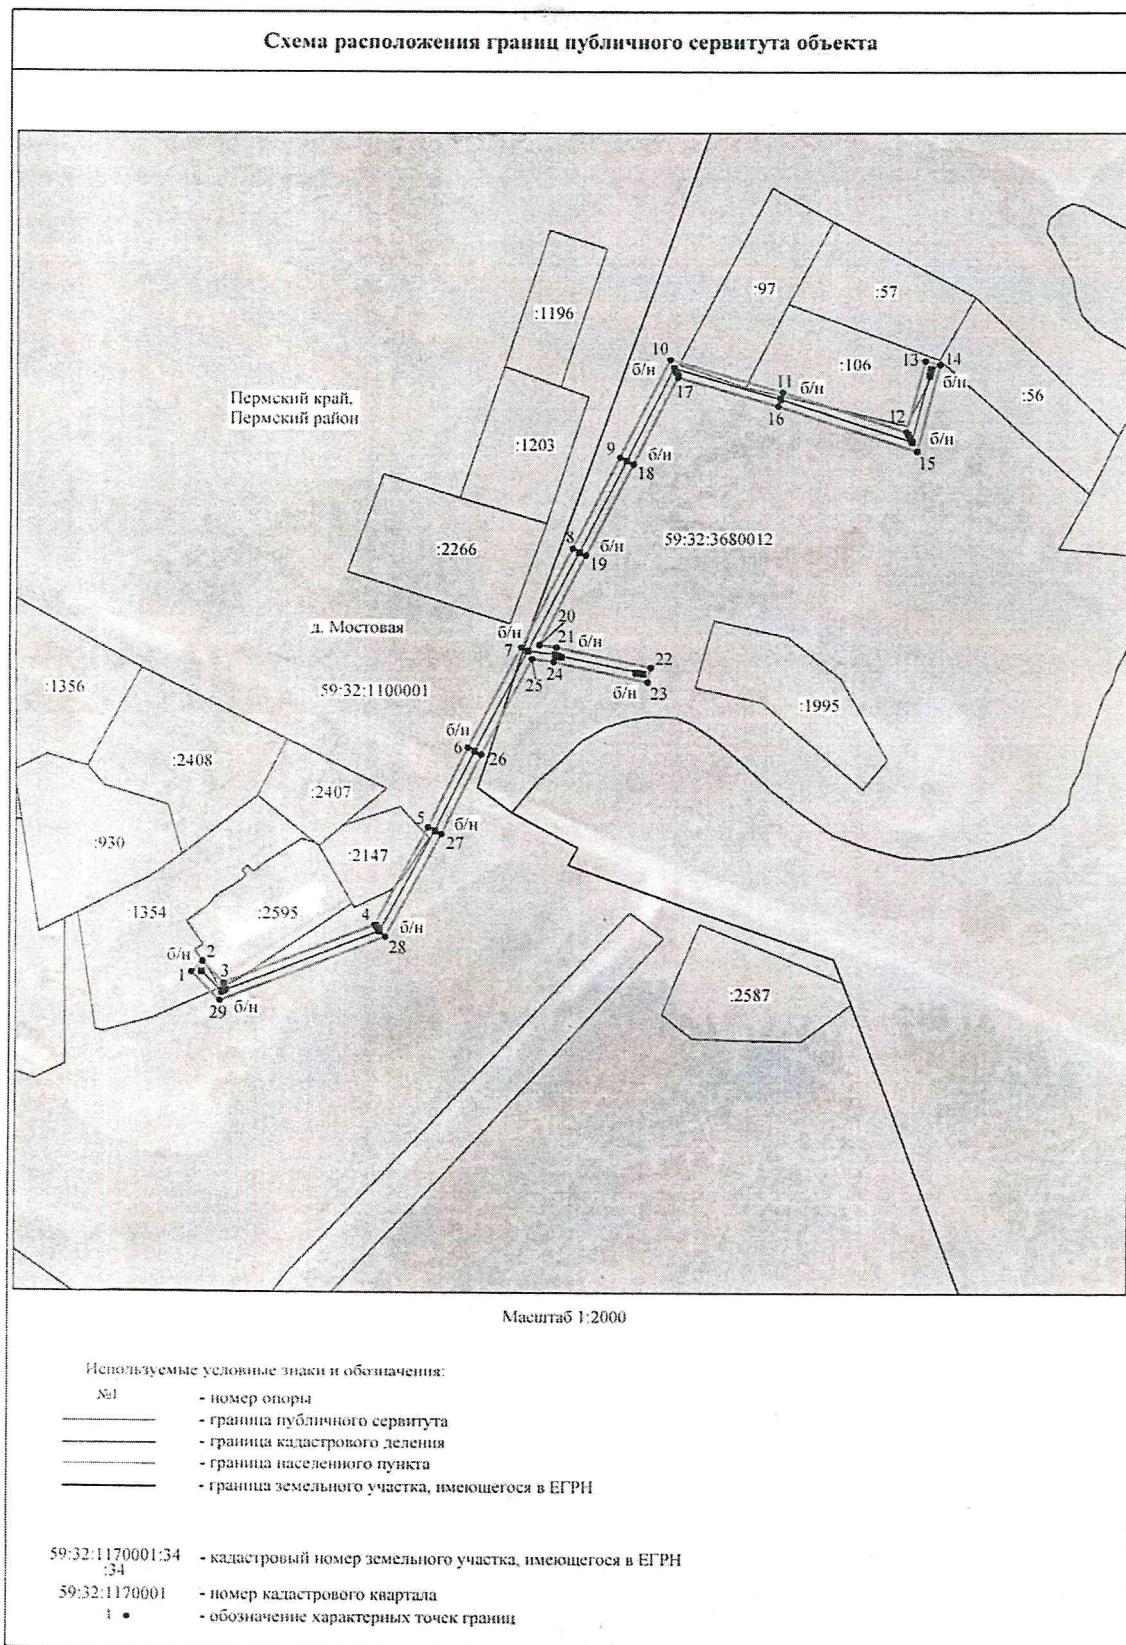 Схема расположения границ публичного сервитута объекта
:97
:57
:1196
10
13
14
:106
б/н
11
б/н
б/н
17
Пермский край,
Пермский район
16
:56
12
:1203
9
б/н
б/н
15
18
8
б/н
59:32:3680012
:2266
19
20
д. Мостовая
б/н
21
б/н
7
22
24
25
59:32:1100001
б/н
23
:1356
:1995
б/н
6
26
:2408
:2407
5
б/н
27
:930
:2147
:1354
:2595
4
б/н
28
б/н
2
1
3
:2587
29
б/н
Масштаб 1:2000
Используемые условные знаки и обозначения:
№1 - номер опоры
- граница публичного сервитута
- граница кадастрового деления
- граница населенного пункта
- граница земельного участка, имеющегося в ЕГРН
59:32:1170001:34 - кадастровый номер земельного участка, имеющегося в ЕГРН
:34
59:32:1170001 - номер кадастрового квартала
1 - обозначение характерных точек границ